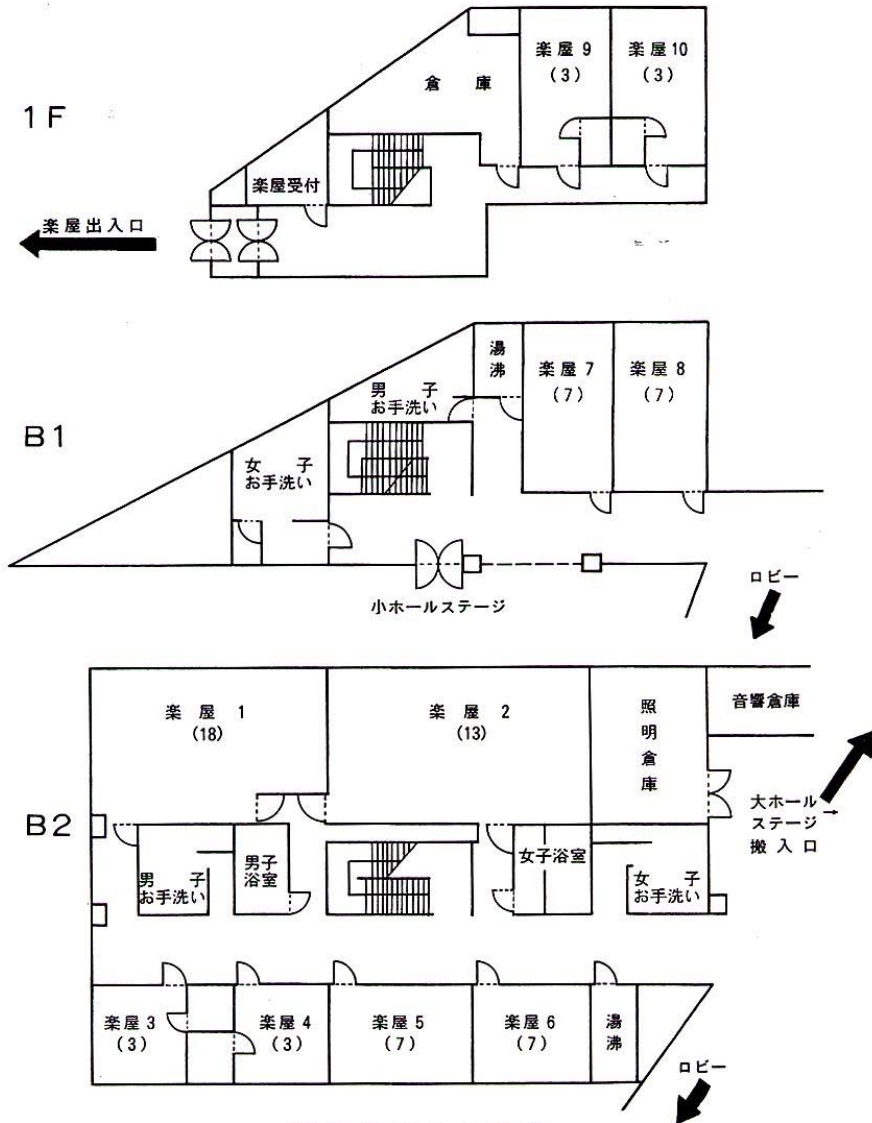 1F
楽屋9
(3)
楽屋10
(3)
倉庫
楽屋受付
楽屋出入口
B1
湯沸
楽屋7
(7)
楽屋8
(7)
男子
お手洗い
女子
お手洗い
小ホールステージ
ロビー
B2
楽屋1
(18)
楽屋2
(13)
照明倉庫
音響倉庫
大ホール→
ステージ
搬入口
男子
お手洗い
男子
浴室
女子浴室
女子
お手洗い
楽屋3
(3)
楽屋4
(3)
楽屋5
(7)
楽屋6
(7)
湯沸
ロビー